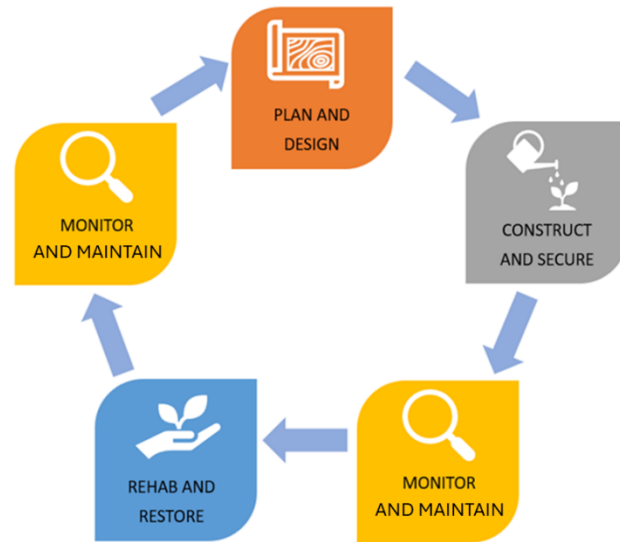 PLAN AND
DESIGN
CONSTRUCT
AND SECURE
MONITOR
AND MAINTAIN
REHAB AND
RESTORE
MONITOR
AND MAINTAIN